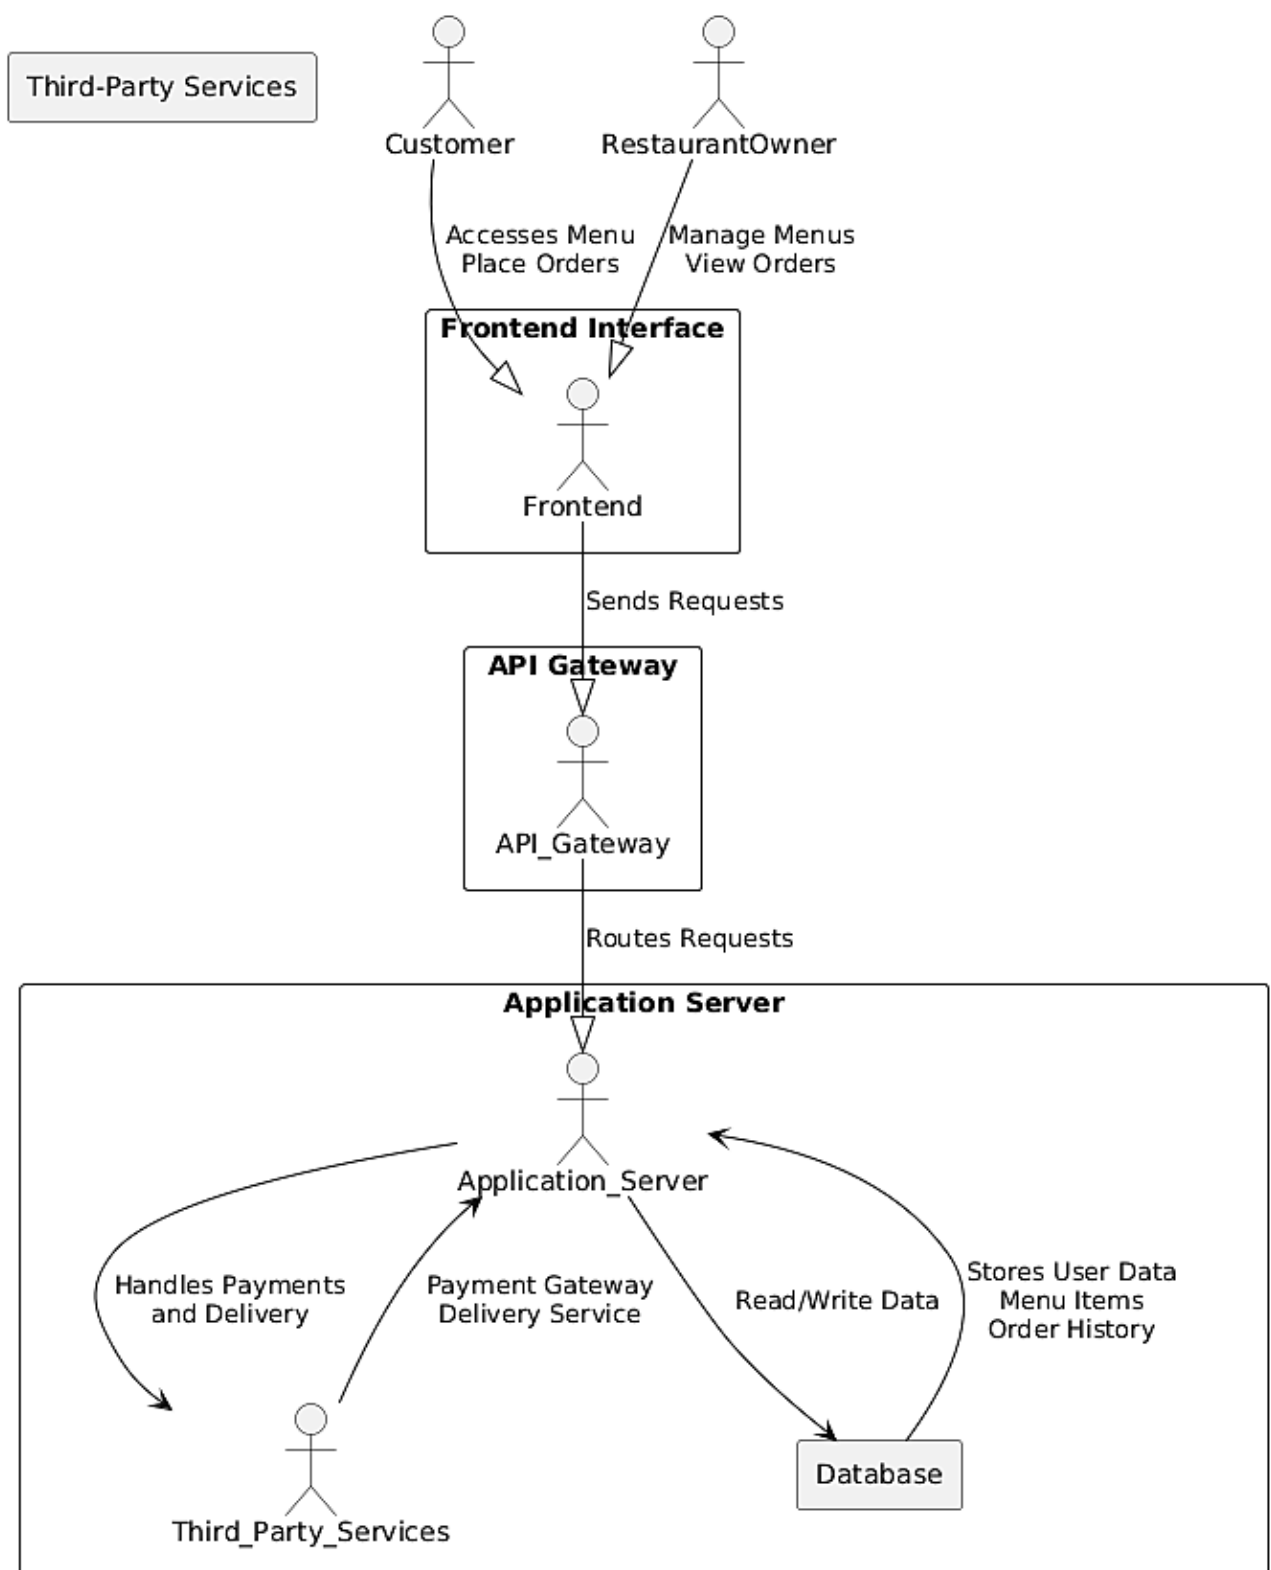 Third-Party Services
Customer
RestaurantOwner
Accesses Menu
Place Orders
Manage Menus
View Orders
Frontend Interface
Frontend
Sends Requests
API Gateway
API_Gateway
Routes Requests
Application Server
Application_Server
Handles Payments
and Delivery
Payment Gateway
Delivery Service
Read/Write Data
Stores User Data
Menu Items
Order History
Database
Third_Party_Services